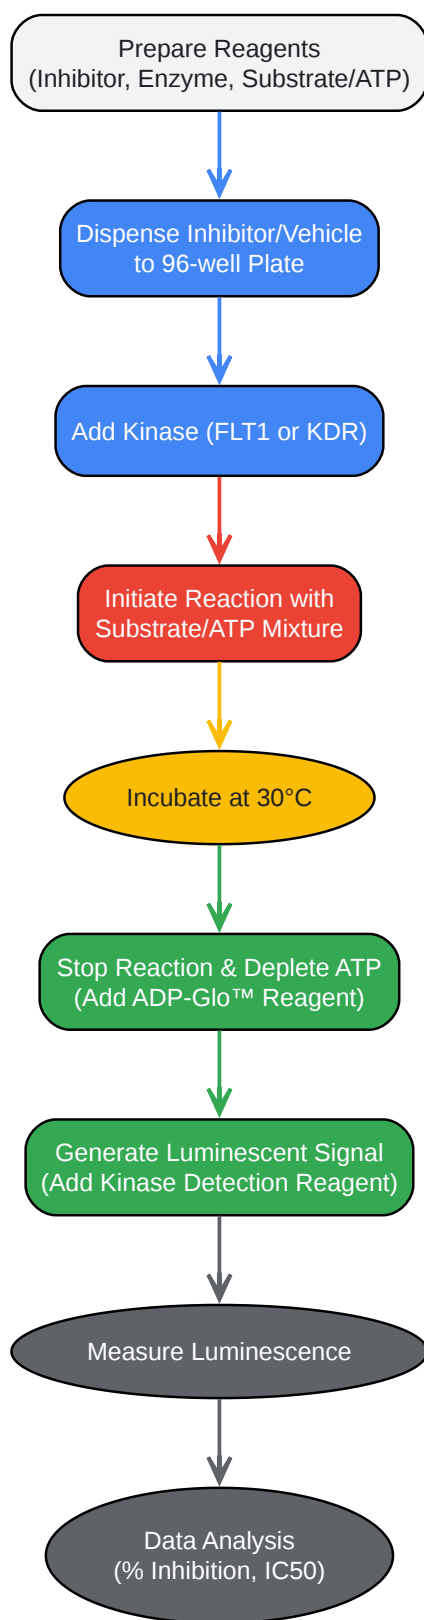 Prepare Reagents
(Inhibitor, Enzyme, Substrate/ATP)
Dispense Inhibitor/Vehicle
to 96-well Plate
Add Kinase (FLT1 or KDR)
Initiate Reaction with
Substrate/ATP Mixture
Incubate at 30°C
Stop Reaction & Deplete ATP
(Add ADP-Glo™ Reagent)
Generate Luminescent Signal
(Add Kinase Detection Reagent)
Measure Luminescence
Data Analysis
(% Inhibition, IC50)